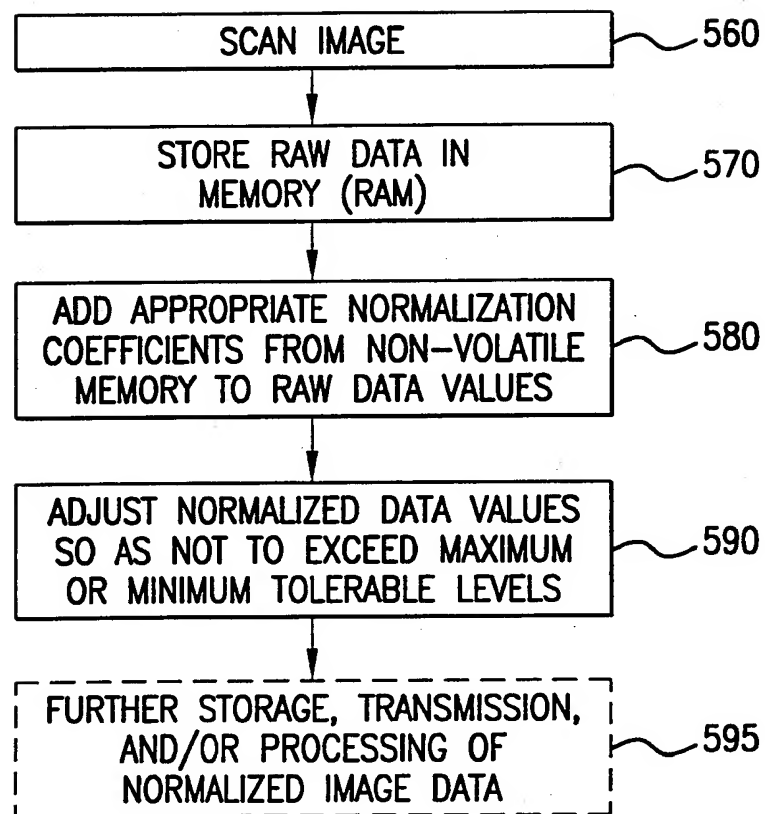 SCAN IMAGE
560
STORE RAW DATA IN
MEMORY (RAM)
570
ADD APPROPRIATE NORMALIZATION
COEFFICIENTS FROM NON-VOLATILE
MEMORY TO RAW DATA VALUES
580
ADJUST NORMALIZED DATA VALUES
SO AS NOT TO EXCEED MAXIMUM
OR MINIMUM TOLERABLE LEVELS
590
FURTHER STORAGE, TRANSMISSION,
AND/OR PROCESSING OF
NORMALIZED IMAGE DATA
595